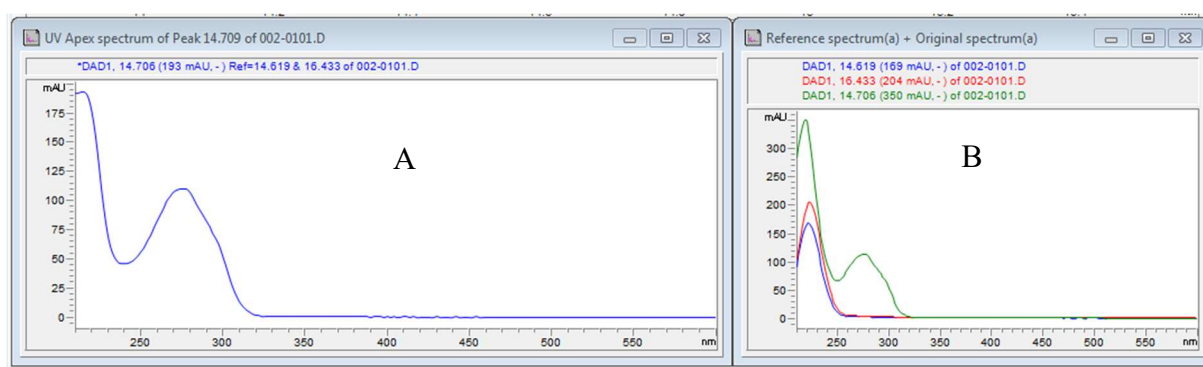 UV Apex spectrum of Peak 14.709 of 002-0101.D
*DAD1, 14.706 (193 mAU, - ) Ref=14.619 & 16.433 of 002-0101.D
mAU
175
150
125
100
75
50
25
0
A
250 300 350 400 450 500 550 nm
Reference spectrum(a) + Original spectrum(a)
DAD1, 14.619 (169 mAU, - ) of 002-0101.D
DAD1, 16.433 (204 mAU, - ) of 002-0101.D
DAD1, 14.706 (350 mAU, - ) of 002-0101.D
mAU
300
250
200
150
100
50
0
B
250 300 350 400 450 500 550 nm